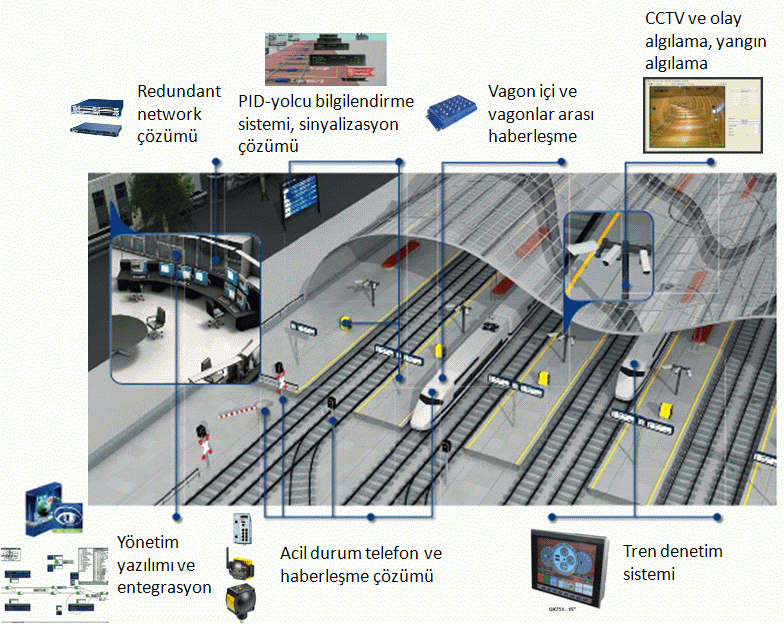 CCTV ve olay
algılama, yangın
algılama
Redundant
network
çözümü
PID-yolcu bilgilendirme
sistemi, sinyalizasyon
çözümü
Vagon içi ve
vagonlar arası
haberleşme
Yönetim
yazılımı ve
entegrasyon
Acil durum telefon ve
haberleşme çözümü
Tren denetim
sistemi